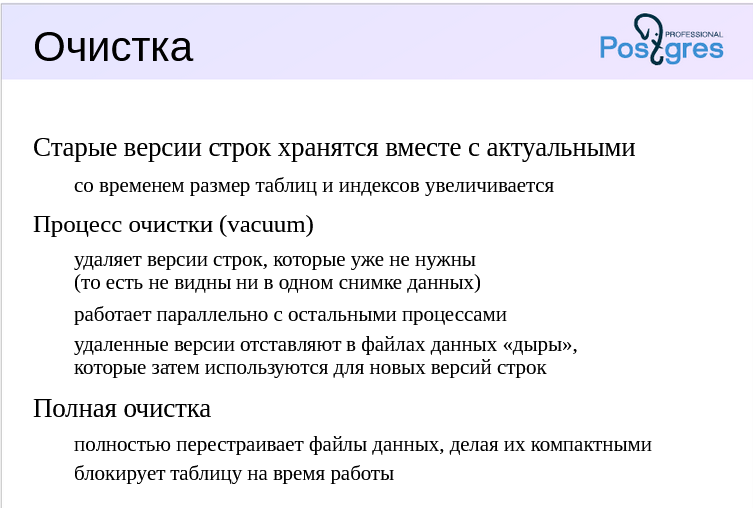 Очистка
PROFESSIONAL
Postgres
Старые версии строк хранятся вместе с актуальными
со временем размер таблиц и индексов увеличивается
Процесс очистки (vacuum)
удаляет версии строк, которые уже не нужны
(то есть не видны ни в одном снимке данных)
работает параллельно с остальными процессами
удаленные версии отставляют в файлах данных «дыры»,
которые затем используются для новых версий строк
Полная очистка
полностью перестраивает файлы данных, делая их компактными
блокирует таблицу на время работы